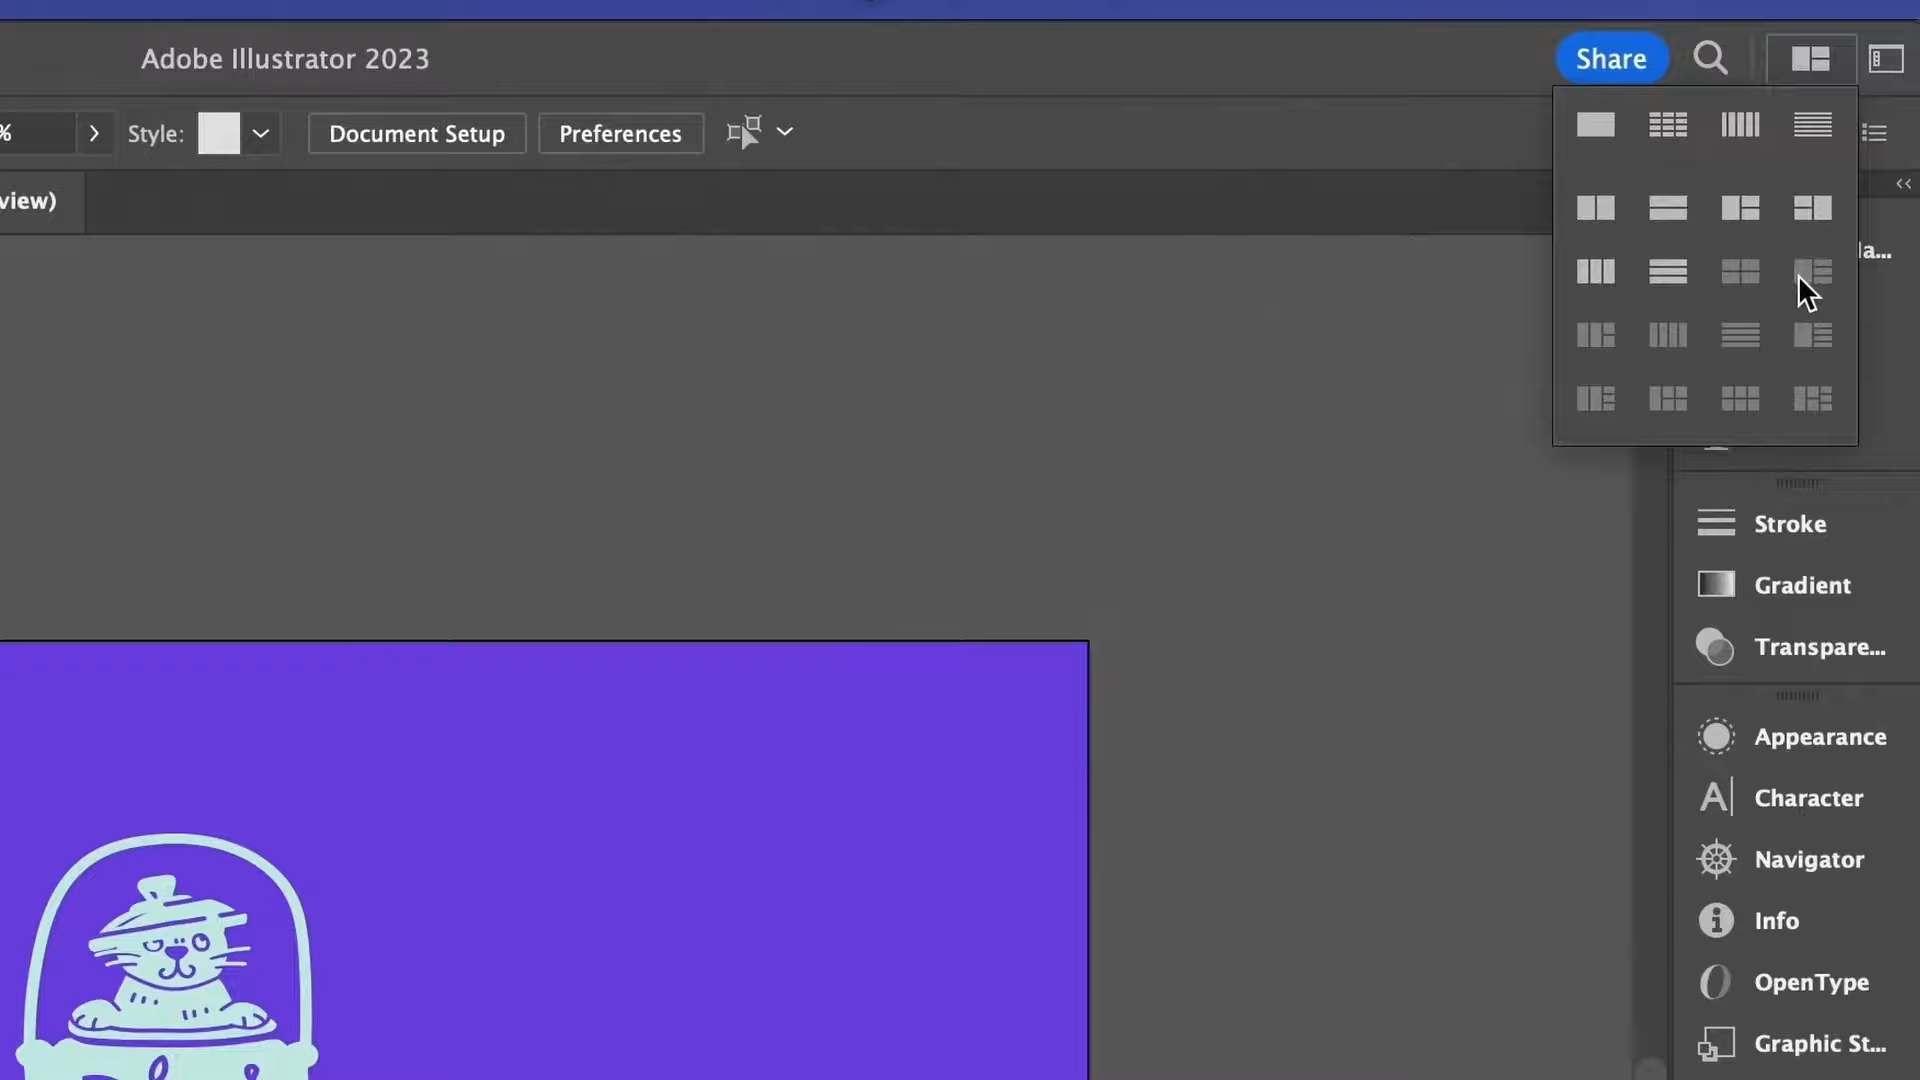 Adobe Illustrator 2023
Share
%
Style:
Document Setup
Preferences
view)
la...
Stroke
Gradient
Transpare...
Appearance
Character
Navigator
Info
OpenType
Graphic St...